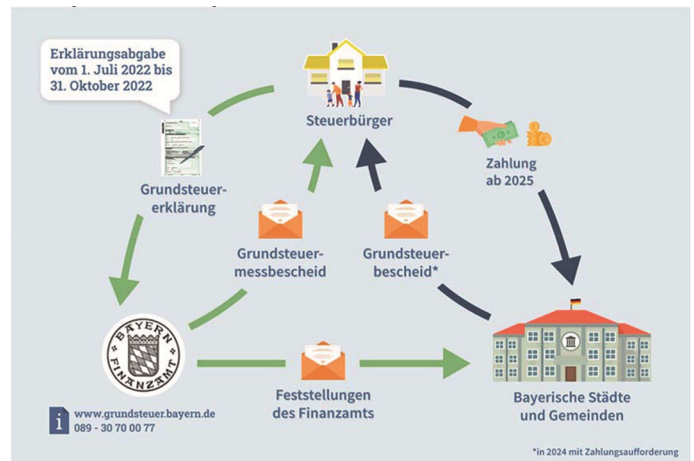 Erklärungsabgabe
vom 1. Juli 2022 bis
31. Oktober 2022
Steuerbürger
Zahlung
ab 2025
Grundsteuer-
erklärung
Grundsteuer-
messbescheid
Grundsteuer-
bescheid*
BAYERN
FINANZAMT
Feststellungen
des Finanzamts
Bayerische Städte
und Gemeinden
i
www.grundsteuer.bayern.de
089 - 30 70 00 77
*in 2024 mit Zahlungsaufforderung